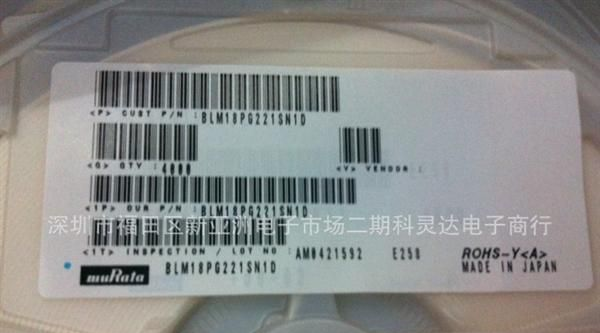 <P> CUST P/N : BLM18PG221SN1D
<Q> QTY : 4000
<V> VENDOR :
<1P> OUR P/N : BLM18PG221SN1D
深圳市福田区新亚洲电子市场二期科灵达电子商行
<1T> INSPECTION / LOT NO : AM0421592 E258 ROHS-Y<A>
muRata BLM18PG221SN1D MADE IN JAPAN